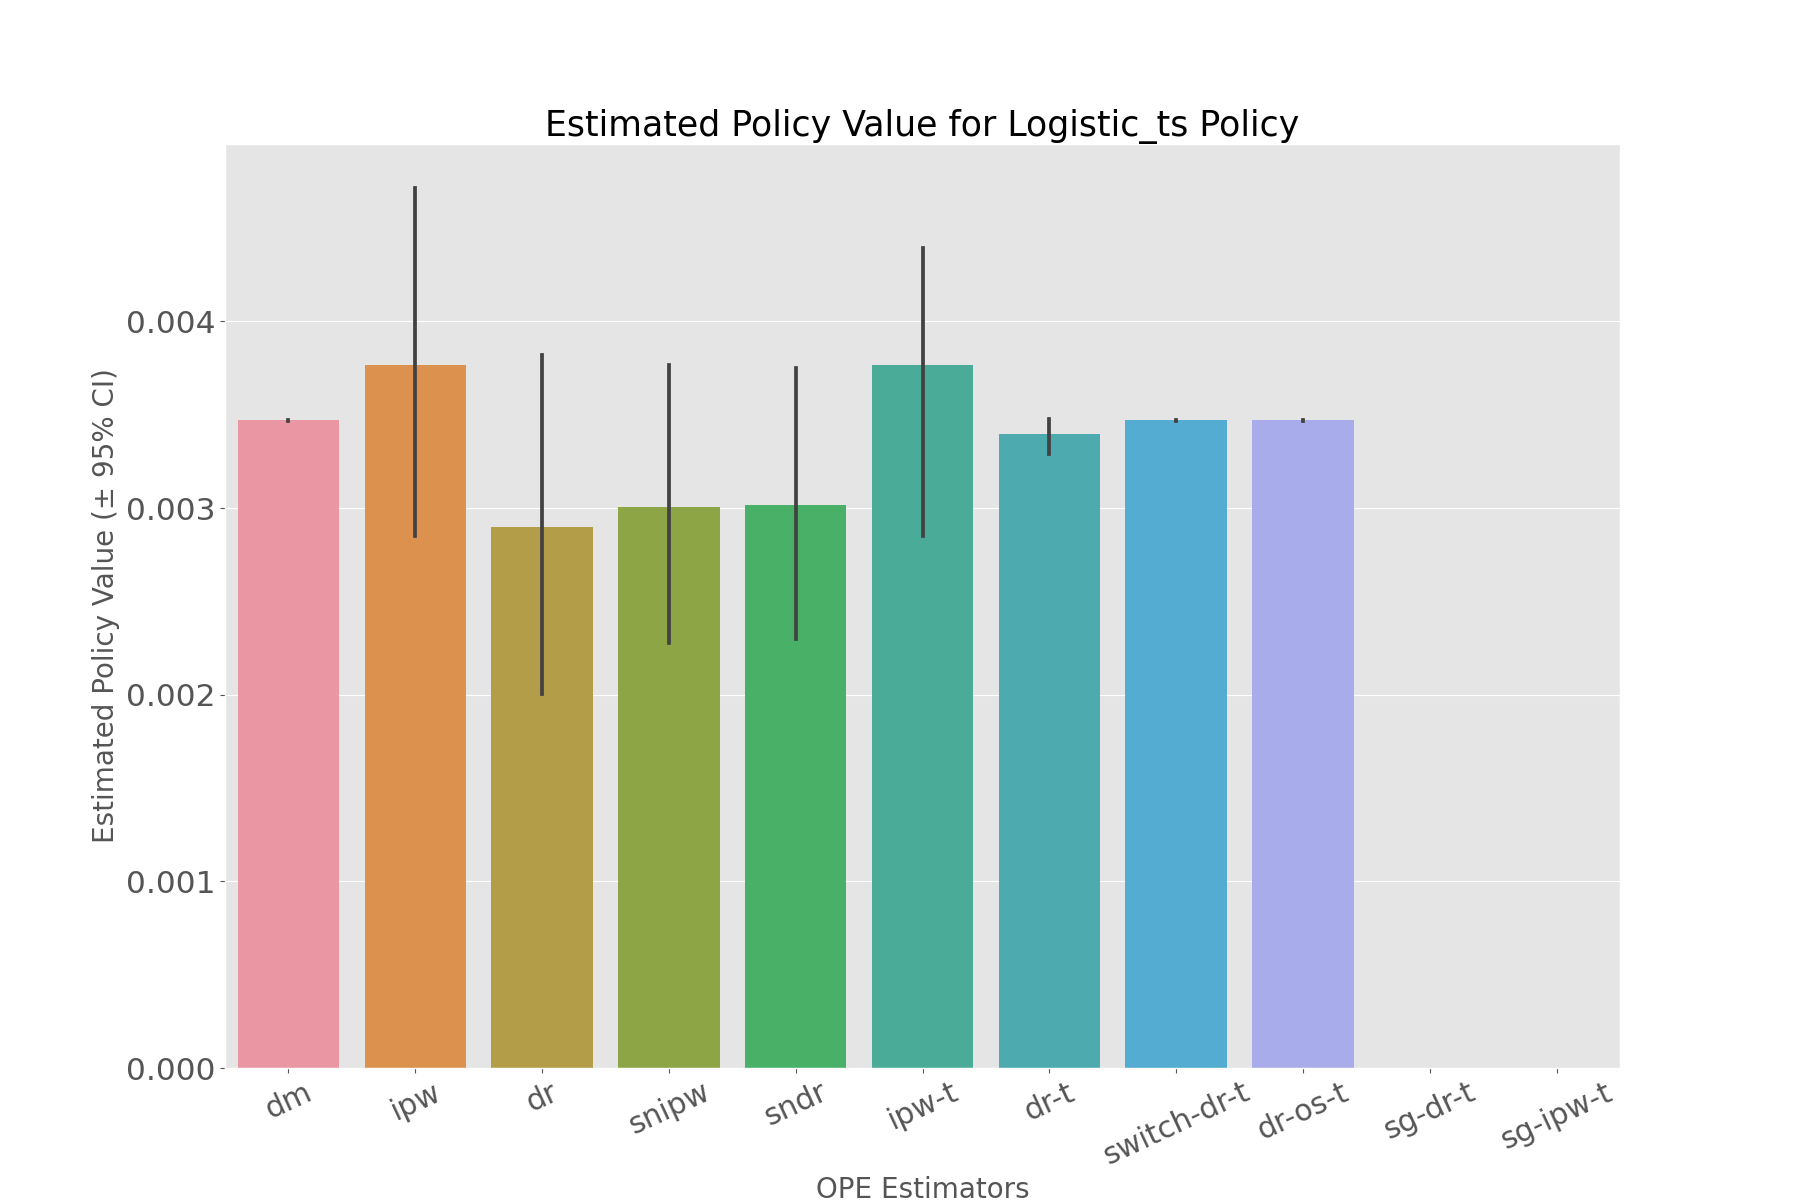 Estimated Policy Value for Logistic_ts Policy
Estimated Policy Value (± 95% CI)
0.004
0.003
0.002
0.001
0.000
dm
ipw
dr
snipw
sndr
ipw-t
dr-t
switch-dr-t
dr-os-t
sg-dr-t
sg-ipw-t
OPE Estimators